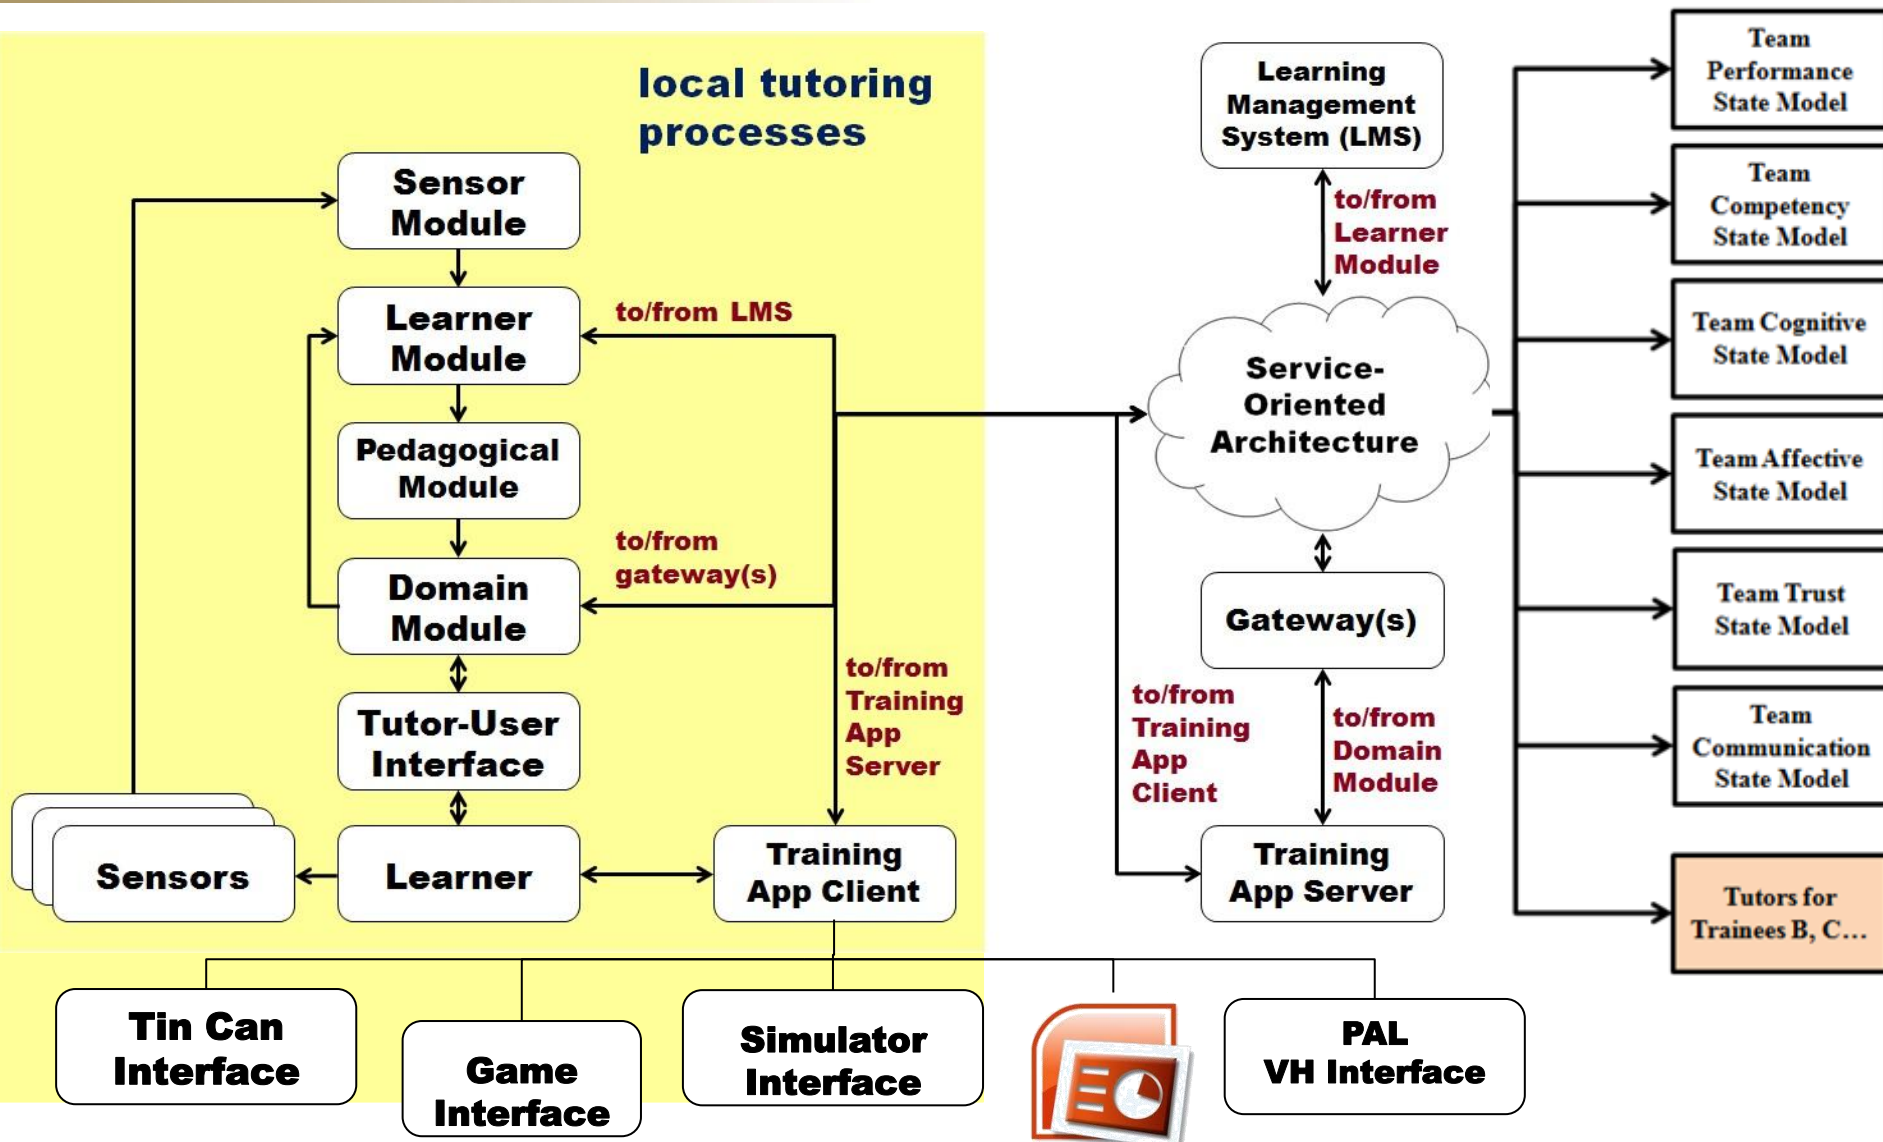 local tutoring
processes
Sensor
Module
Learner
Module
to/from LMS
Pedagogical
Module
to/from
gateway(s)
Domain
Module
to/from
Training
App
Server
Tutor-User
Interface
Sensors
Learner
Training
App Client
Learning
Management
System (LMS)
to/from
Learner
Module
Service-
Oriented
Architecture
Gateway(s)
to/from
Training
App
Client
to/from
Domain
Module
Training
App Server
Team
Performance
State Model
Team
Competency
State Model
Team Cognitive
State Model
Team Affective
State Model
Team Trust
State Model
Team
Communication
State Model
Tutors for
Trainees B, C...
Tin Can
Interface
Game
Interface
Simulator
Interface
PAL
VH Interface